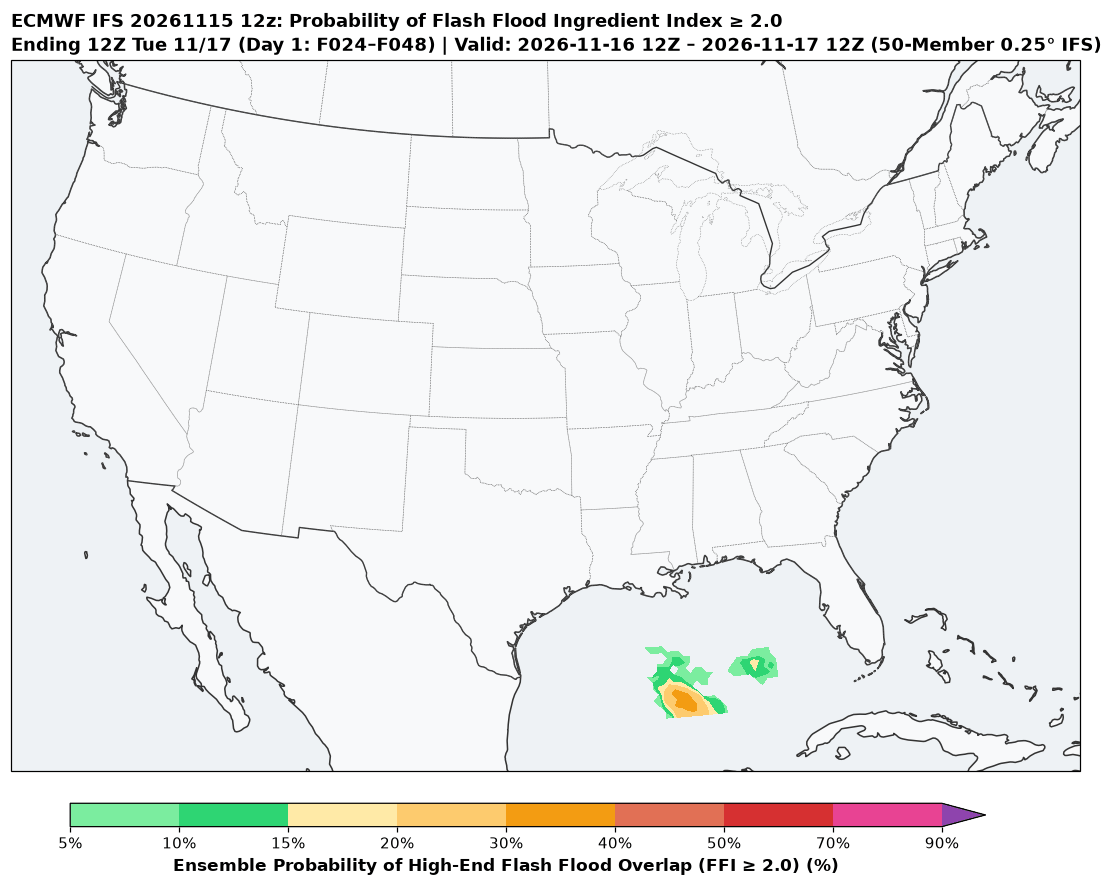 ECMWF IFS 20261115 12z: Probability of Flash Flood Ingredient Index ≥ 2.0
Ending 12Z Tue 11/17 (Day 1: F024–F048) | Valid: 2026-11-16 12Z – 2026-11-17 12Z (50-Member 0.25° IFS)
5% 10% 15% 20% 30% 40% 50% 70% 90%
Ensemble Probability of High-End Flash Flood Overlap (FFI ≥ 2.0) (%)